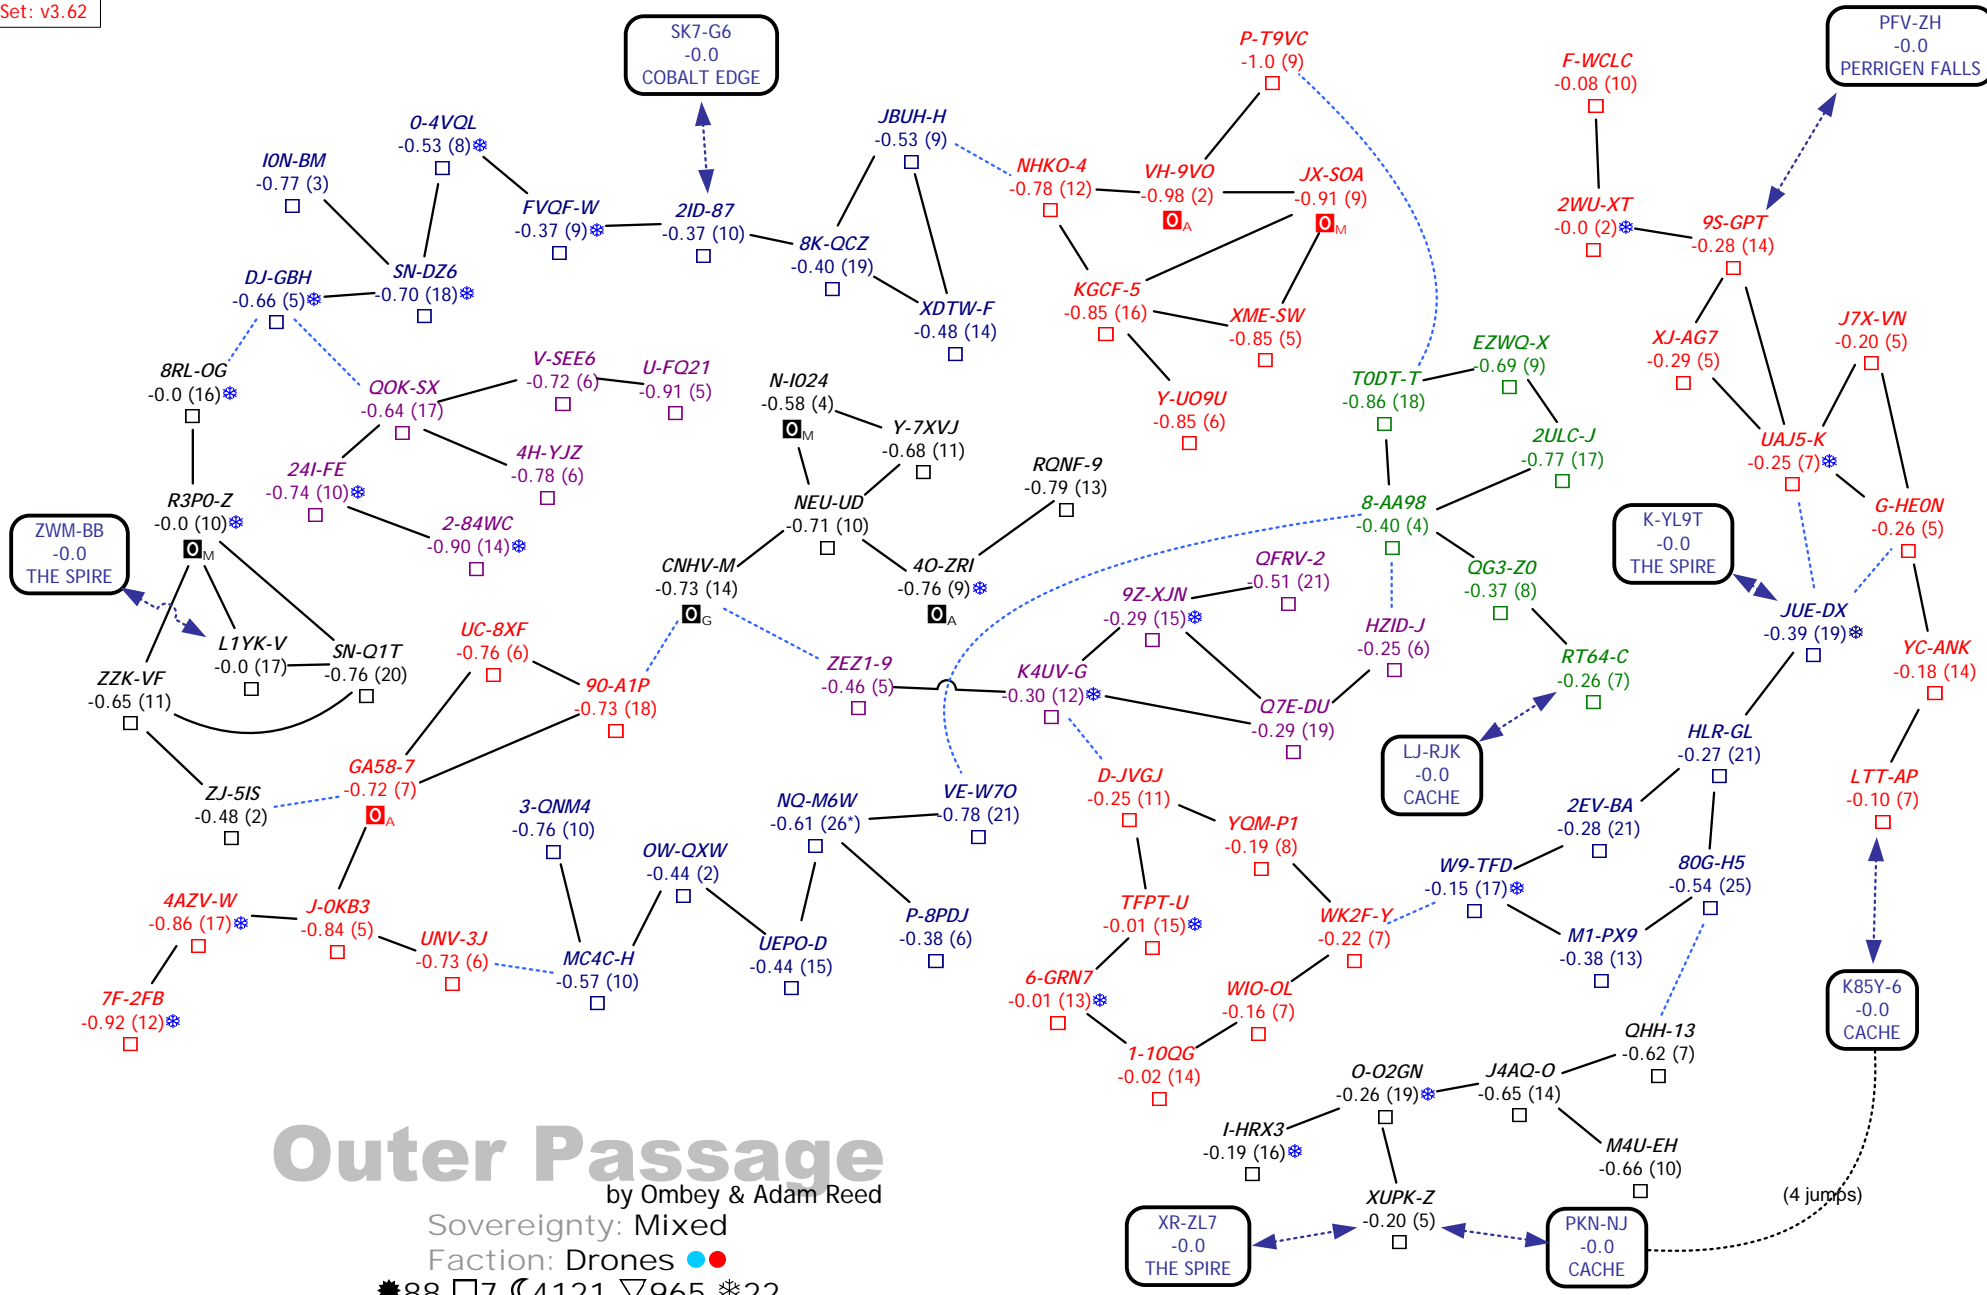 Set: v3.62
SK7-G6
-0.0
COBALT EDGE
PFV-ZH
-0.0
PERRIGEN FALLS
P-T9VC
-1.0 (9)
F-WCLC
-0.08 (10)
0-4VQL
-0.53 (8)
JBUH-H
-0.53 (9)
I0N-BM
-0.77 (3)
NHKO-4
-0.78 (12)
VH-9VO
-0.98 (2)
0A
JX-SOA
-0.91 (9)
0M
FVQF-W
-0.37 (9)
2ID-87
-0.37 (10)
2WU-XT
-0.0 (2)
9S-GPT
-0.28 (14)
8K-QCZ
-0.40 (19)
DJ-GBH
-0.66 (5)
SN-DZ6
-0.70 (18)
KGCF-5
-0.85 (16)
XDTW-F
-0.48 (14)
XME-SW
-0.85 (5)
J7X-VN
-0.20 (5)
XJ-AG7
-0.29 (5)
EZWQ-X
-0.69 (9)
8RL-OG
-0.0 (16)
V-SEE6
-0.72 (6)
U-FQ21
-0.91 (5)
QOK-SX
-0.64 (17)
N-I024
-0.58 (4)
0M
T0DT-T
-0.86 (18)
Y-UO9U
-0.85 (6)
Y-7XVJ
-0.68 (11)
2ULC-J
-0.77 (17)
UAJ5-K
-0.25 (7)
24I-FE
-0.74 (10)
4H-YJZ
-0.78 (6)
RQNF-9
-0.79 (13)
R3P0-Z
-0.0 (10)
0M
NEU-UD
-0.71 (10)
8-AA98
-0.40 (4)
G-HE0N
-0.26 (5)
2-84WC
-0.90 (14)
ZWM-BB
-0.0
THE SPIRE
K-YL9T
-0.0
THE SPIRE
CNHV-M
-0.73 (14)
0G
4O-ZRI
-0.76 (9)
0A
QFRV-2
-0.51 (21)
QG3-Z0
-0.37 (8)
9Z-XJN
-0.29 (15)
JUE-DX
-0.39 (19)
L1YK-V
-0.0 (17)
SN-Q1T
-0.76 (20)
UC-8XF
-0.76 (6)
HZID-J
-0.25 (6)
YC-ANK
-0.18 (14)
ZZK-VF
-0.65 (11)
90-A1P
-0.73 (18)
ZEZ1-9
-0.46 (5)
K4UV-G
-0.30 (12)
RT64-C
-0.26 (7)
Q7E-DU
-0.29 (19)
HLR-GL
-0.27 (21)
LJ-RJK
-0.0
CACHE
GA58-7
-0.72 (7)
0A
D-JVGJ
-0.25 (11)
LTT-AP
-0.10 (7)
ZJ-5IS
-0.48 (2)
3-QNM4
-0.76 (10)
NQ-M6W
-0.61 (26*)
VE-W7O
-0.78 (21)
2EV-BA
-0.28 (21)
YQM-P1
-0.19 (8)
OW-QXW
-0.44 (2)
W9-TFD
-0.15 (17)
80G-H5
-0.54 (25)
4AZV-W
-0.86 (17)
J-0KB3
-0.84 (5)
TFPT-U
-0.01 (15)
WK2F-Y
-0.22 (7)
P-8PDJ
-0.38 (6)
UNV-3J
-0.73 (6)
MC4C-H
-0.57 (10)
UEPO-D
-0.44 (15)
M1-PX9
-0.38 (13)
7F-2FB
-0.92 (12)
6-GRN7
-0.01 (13)
WIO-OL
-0.16 (7)
K85Y-6
-0.0
CACHE
1-10QG
-0.02 (14)
QHH-13
-0.62 (7)
O-O2GN
-0.26 (19)
J4AQ-O
-0.65 (14)
I-HRX3
-0.19 (16)
M4U-EH
-0.66 (10)
XUPK-Z
-0.20 (5)
(4 jumps)
XR-ZL7
-0.0
THE SPIRE
PKN-NJ
-0.0
CACHE
Outer Passage
by Ombey & Adam Reed
Sovereignty: Mixed
Faction: Drones
88 7 4121 965 22